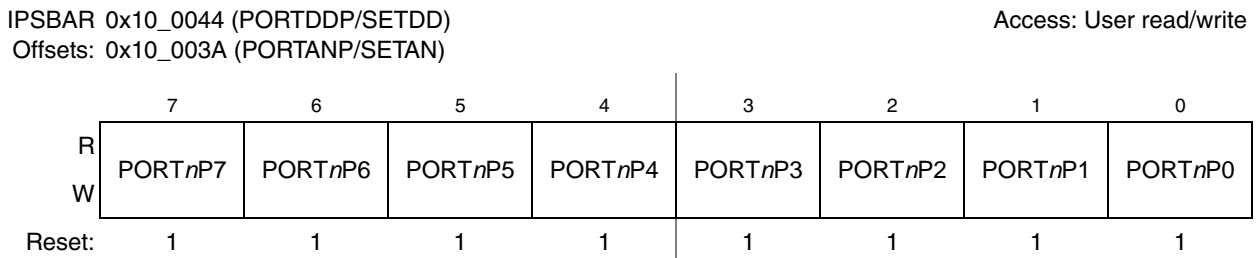 IPSBAR 0x10_0044 (PORTDDP/SETDD) Access: User read/write
Offsets: 0x10_003A (PORTANP/SETAN)
7 6 5 4 3 2 1 0
R
PORTnP7 PORTnP6 PORTnP5 PORTnP4 PORTnP3 PORTnP2 PORTnP1 PORTnP0
W
Reset: 1 1 1 1 1 1 1 1